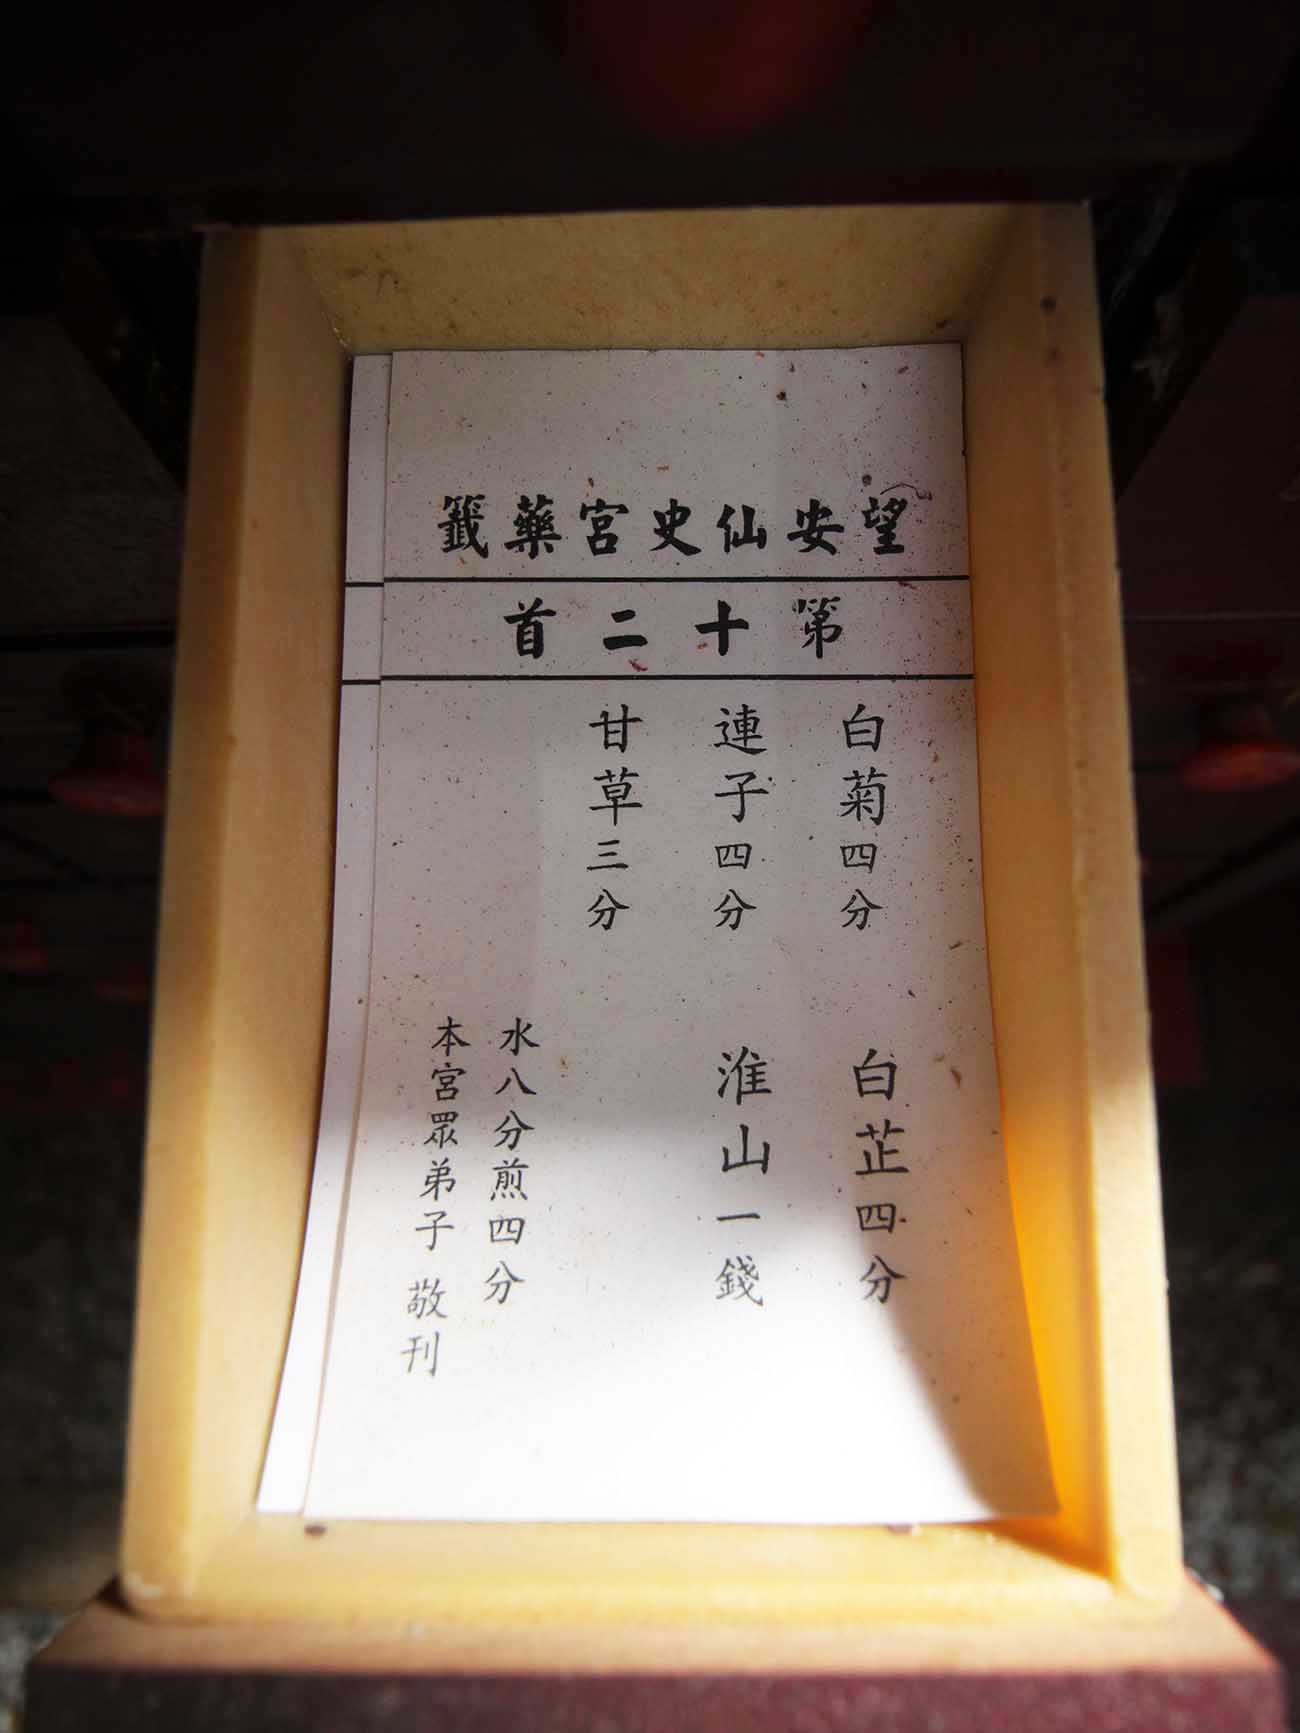 望安仙史宮藥籤
第十二首
白菊四分
白芷四分
連子四分
淮山一錢
甘草三分
水八分煎四分
本宮眾弟子 敬刊